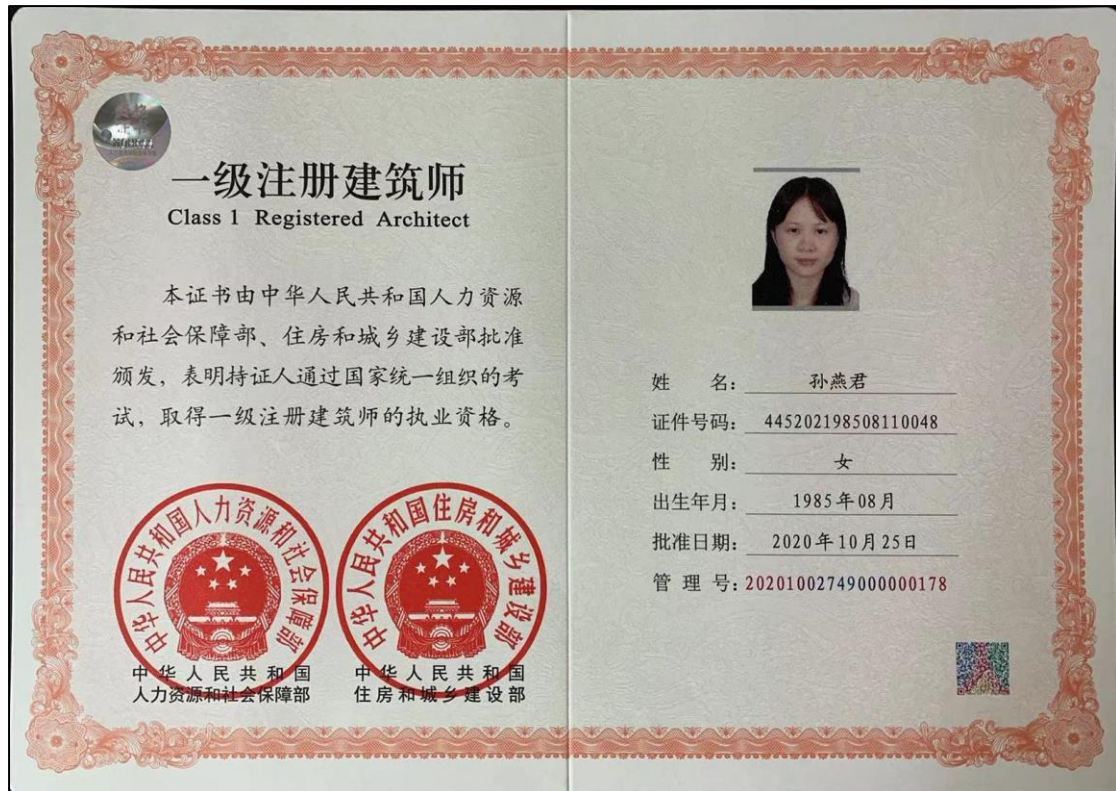 一级注册建筑师
Class 1 Registered Architect
本证书由中华人民共和国人力资源
和社会保障部、住房和城乡建设部批准
颁发，表明持证人通过国家统一组织的考
试，取得一级注册建筑师的执业资格。
中华人民共和国人力资源和社会保障部
中华人民共和国住房和城乡建设部
中华人民共和国
人力资源和社会保障部
中华人民共和国
住房和城乡建设部
姓 名：孙燕君
证件号码：445202198508110048
性 别：女
出生年月：1985年08月
批准日期：2020年10月25日
管 理 号：20201002749000000178